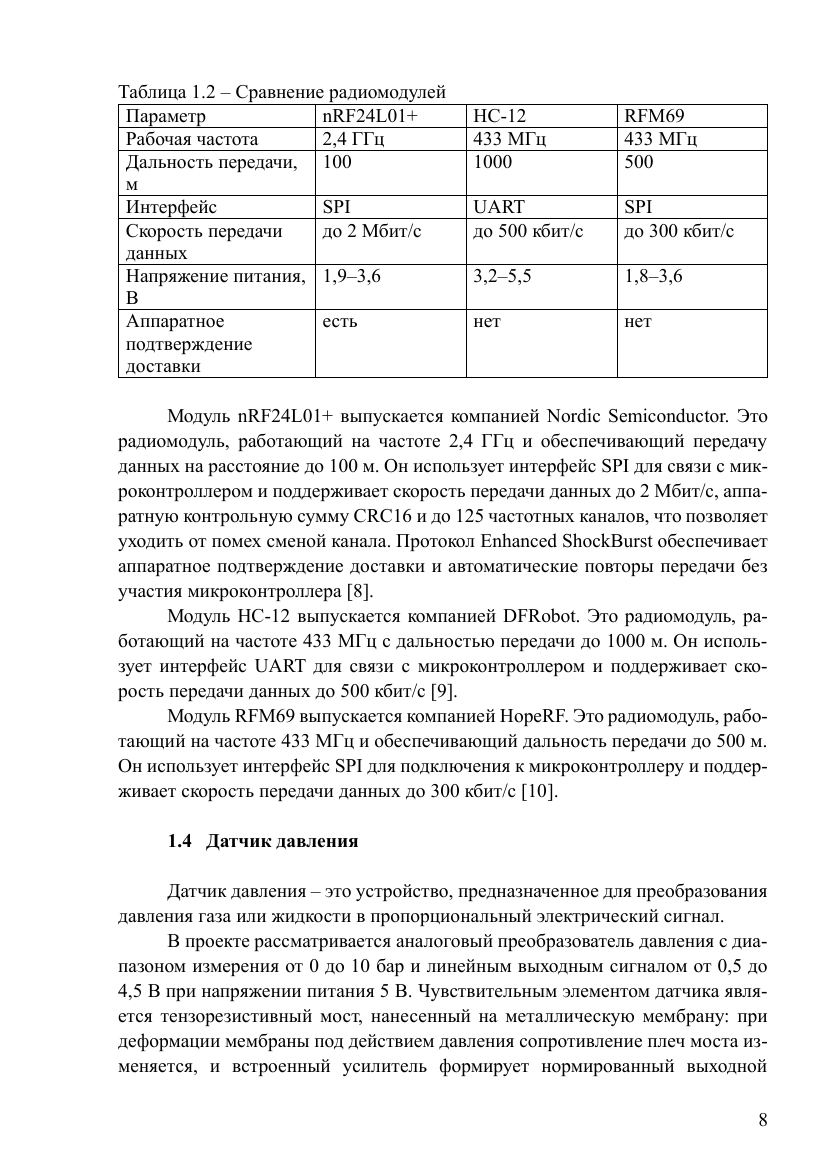 Таблица 1.2 – Сравнение радиомодулей
Параметр nRF24L01+ HC-12 RFM69
Рабочая частота 2,4 ГГц 433 МГц 433 МГц
Дальность передачи, 100 1000 500
м
Интерфейс SPI UART SPI
Скорость передачи до 2 Мбит/с до 500 кбит/с до 300 кбит/с
данных
Напряжение питания, 1,9–3,6 3,2–5,5 1,8–3,6
В
Аппаратное есть нет нет
подтверждение
доставки
Модуль nRF24L01+ выпускается компанией Nordic Semiconductor. Это
радиомодуль, работающий на частоте 2,4 ГГц и обеспечивающий передачу
данных на расстояние до 100 м. Он использует интерфейс SPI для связи с мик-
роконтроллером и поддерживает скорость передачи данных до 2 Мбит/с, аппа-
ратную контрольную сумму CRC16 и до 125 частотных каналов, что позволяет
уходить от помех сменой канала. Протокол Enhanced ShockBurst обеспечивает
аппаратное подтверждение доставки и автоматические повторы передачи без
участия микроконтроллера [8].
Модуль HC-12 выпускается компанией DFRobot. Это радиомодуль, ра-
ботающий на частоте 433 МГц с дальностью передачи до 1000 м. Он исполь-
зует интерфейс UART для связи с микроконтроллером и поддерживает ско-
рость передачи данных до 500 кбит/с [9].
Модуль RFM69 выпускается компанией HopeRF. Это радиомодуль, рабо-
тающий на частоте 433 МГц и обеспечивающий дальность передачи до 500 м.
Он использует интерфейс SPI для подключения к микроконтроллеру и поддер-
живает скорость передачи данных до 300 кбит/с [10].
1.4 Датчик давления
Датчик давления – это устройство, предназначенное для преобразования
давления газа или жидкости в пропорциональный электрический сигнал.
В проекте рассматривается аналоговый преобразователь давления с диа-
пазоном измерения от 0 до 10 бар и линейным выходным сигналом от 0,5 до
4,5 В при напряжении питания 5 В. Чувствительным элементом датчика явля-
ется тензорезистивный мост, нанесенный на металлическую мембрану: при
деформации мембраны под действием давления сопротивление плеч моста из-
меняется, и встроенный усилитель формирует нормированный выходной
8